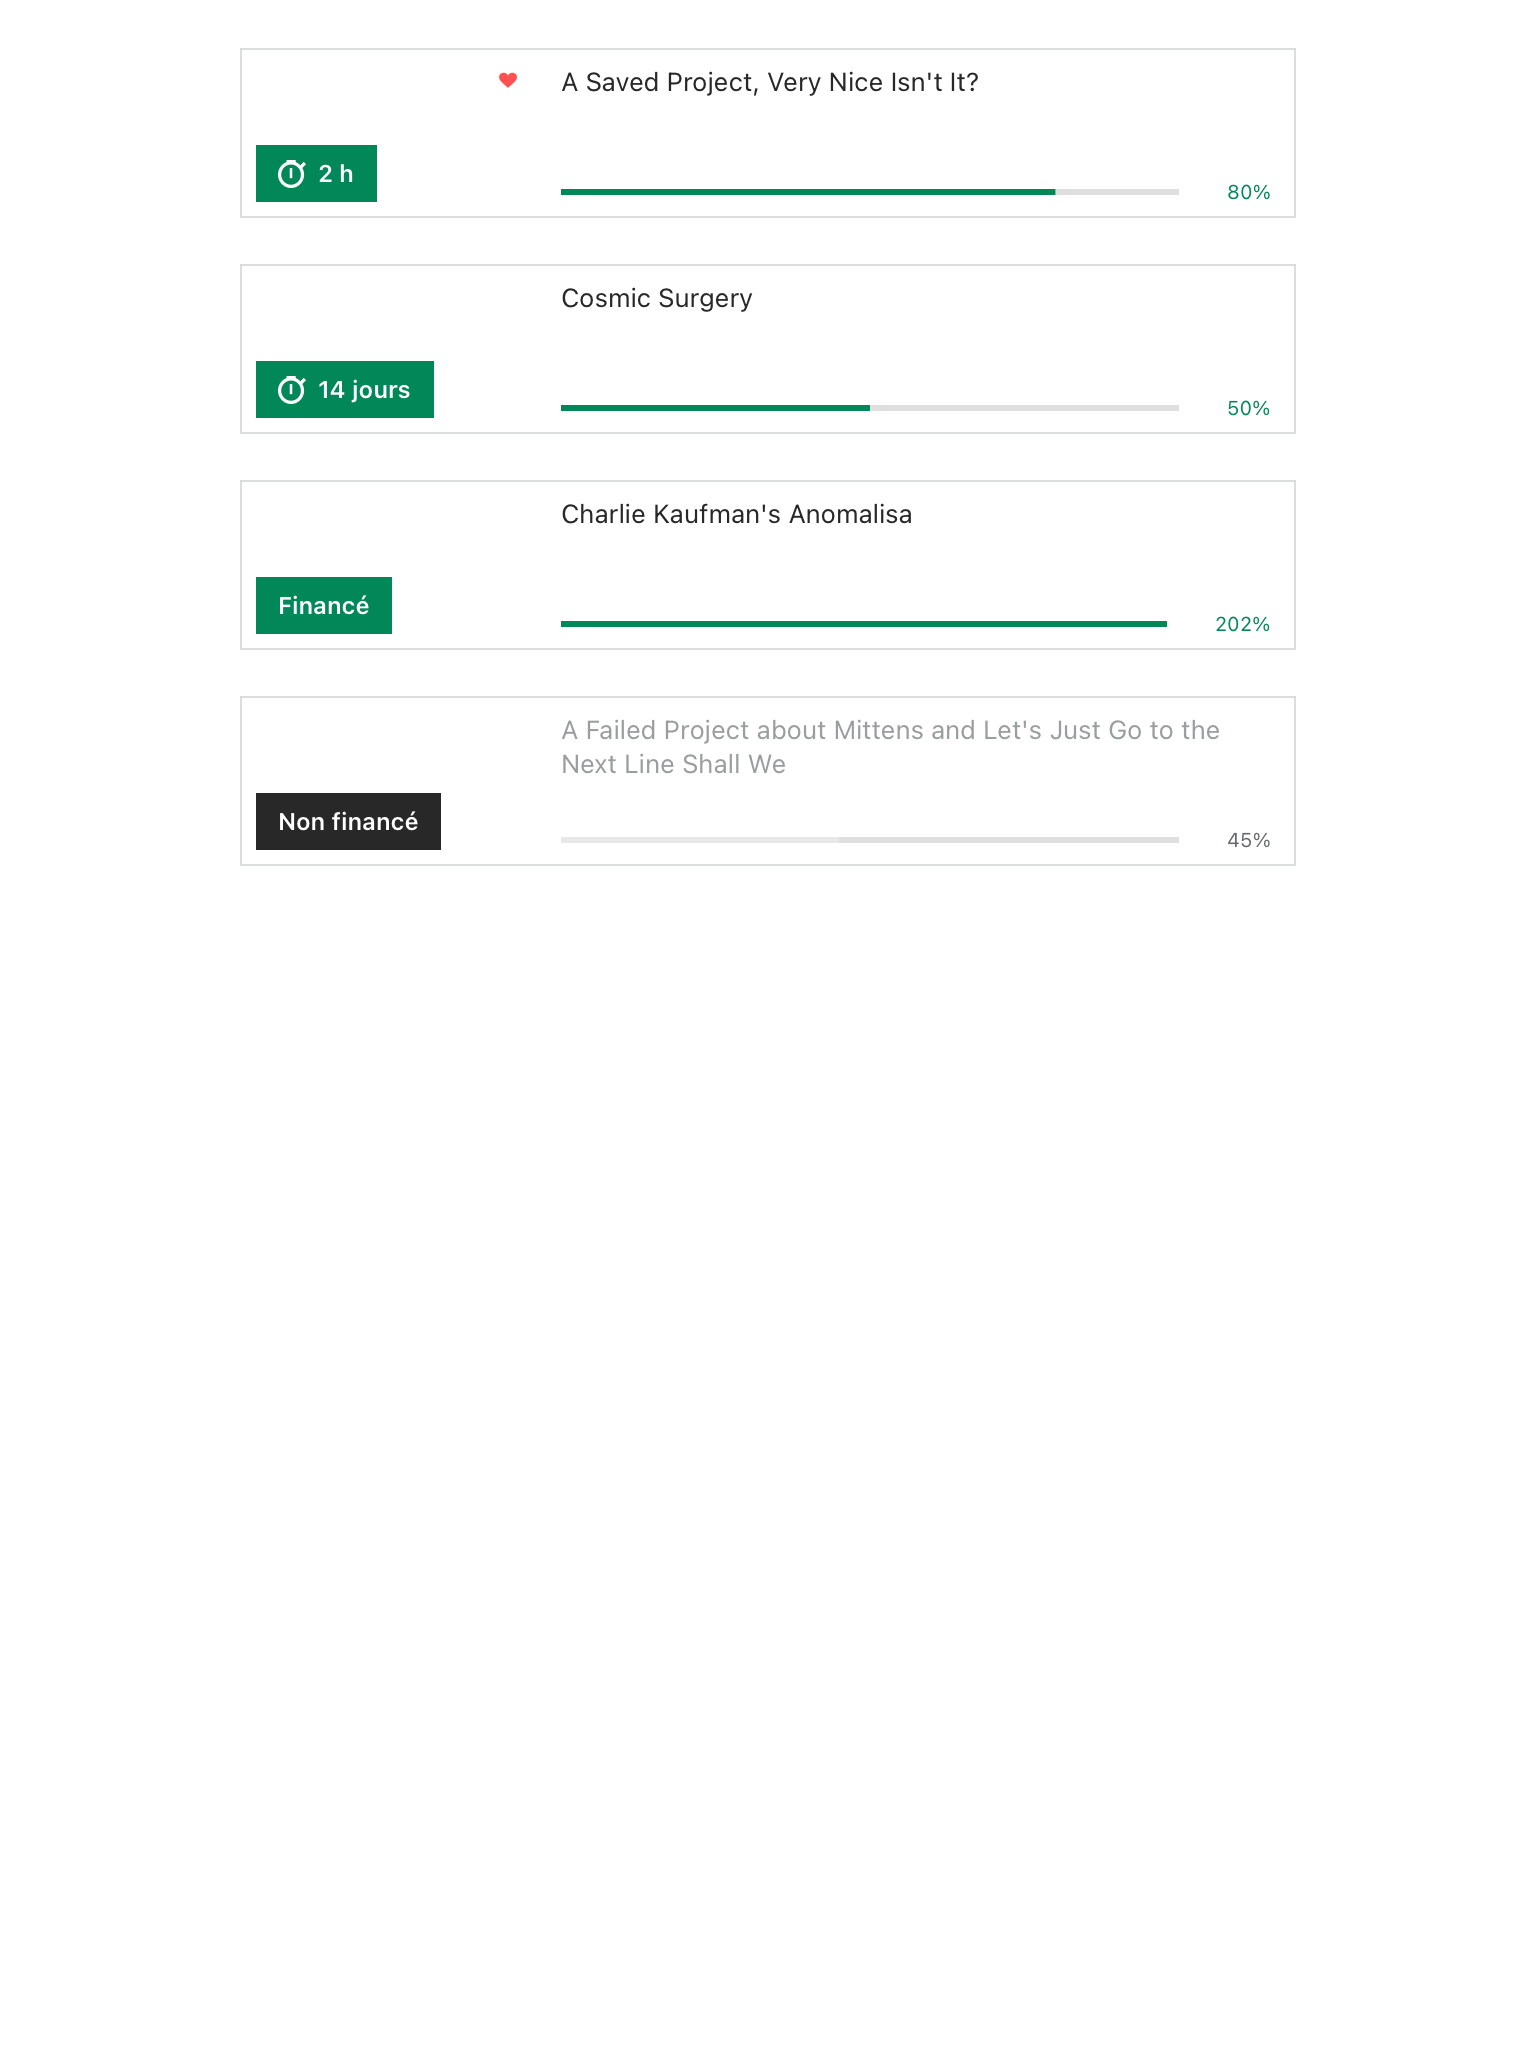 A Saved Project, Very Nice Isn't It?
2 h
80%
Cosmic Surgery
14 jours
50%
Charlie Kaufman's Anomalisa
Financé
202%
A Failed Project about Mittens and Let's Just Go to the
Next Line Shall We
Non financé
45%